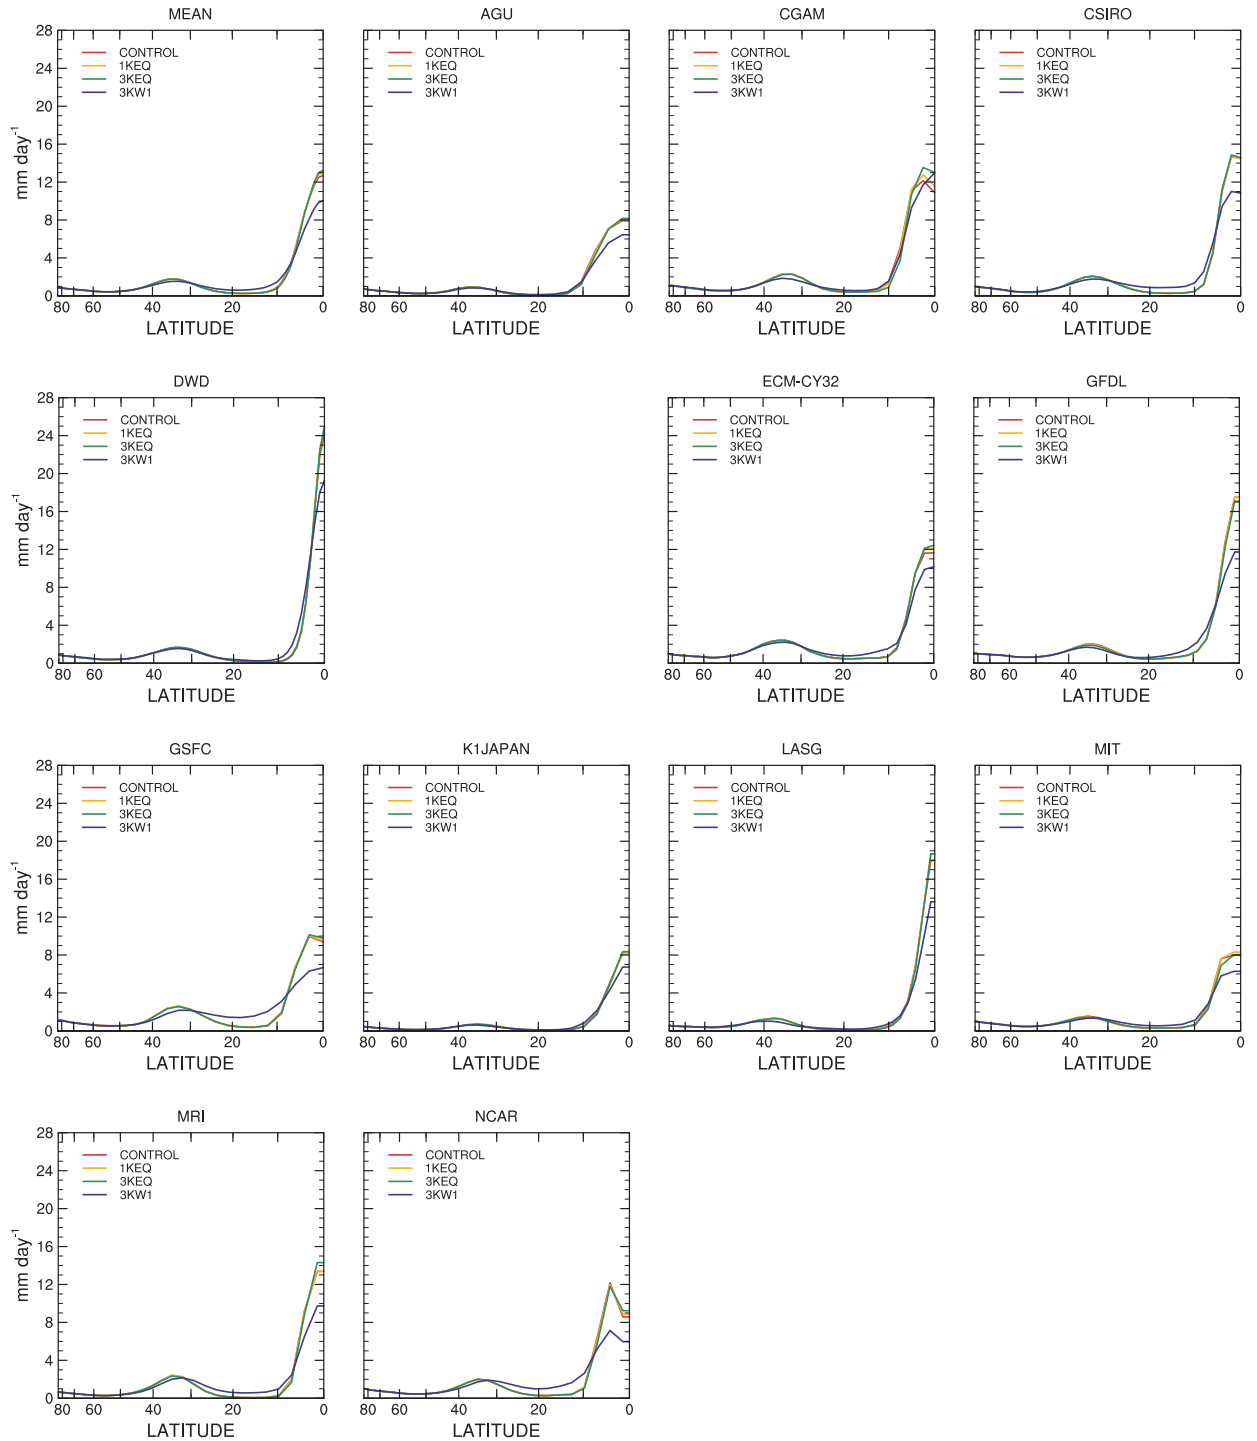 MEAN
28
24
20
16
12
8
4
0
mm day⁻¹
CONTROL
1KEQ
3KEQ
3KW1
80 60 40 20 0
LATITUDE
AGU
CONTROL
1KEQ
3KEQ
3KW1
80 60 40 20 0
LATITUDE
CGAM
CONTROL
1KEQ
3KEQ
3KW1
80 60 40 20 0
LATITUDE
CSIRO
CONTROL
1KEQ
3KEQ
3KW1
80 60 40 20 0
LATITUDE
DWD
28
24
20
16
12
8
4
0
mm day⁻¹
CONTROL
1KEQ
3KEQ
3KW1
80 60 40 20 0
LATITUDE
ECM-CY32
CONTROL
1KEQ
3KEQ
3KW1
80 60 40 20 0
LATITUDE
GFDL
CONTROL
1KEQ
3KEQ
3KW1
80 60 40 20 0
LATITUDE
GSFC
28
24
20
16
12
8
4
0
mm day⁻¹
CONTROL
1KEQ
3KEQ
3KW1
80 60 40 20 0
LATITUDE
K1JAPAN
CONTROL
1KEQ
3KEQ
3KW1
80 60 40 20 0
LATITUDE
LASG
CONTROL
1KEQ
3KEQ
3KW1
80 60 40 20 0
LATITUDE
MIT
CONTROL
1KEQ
3KEQ
3KW1
80 60 40 20 0
LATITUDE
MRI
28
24
20
16
12
8
4
0
mm day⁻¹
CONTROL
1KEQ
3KEQ
3KW1
80 60 40 20 0
LATITUDE
NCAR
CONTROL
1KEQ
3KEQ
3KW1
80 60 40 20 0
LATITUDE